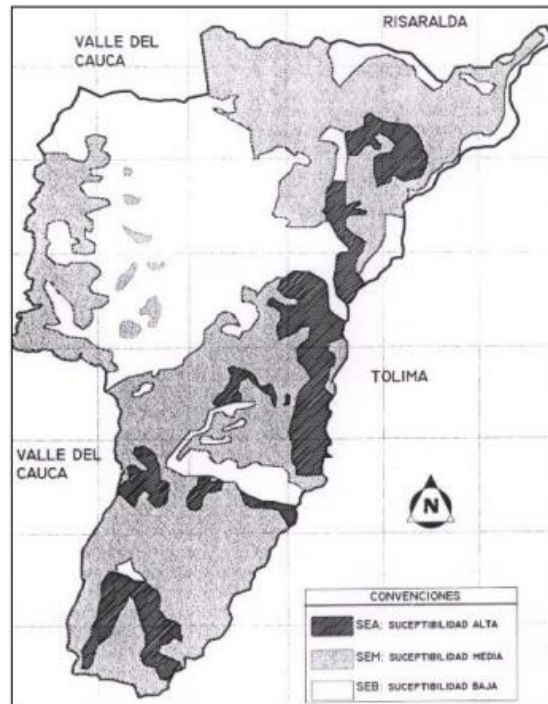 RISARALDA
VALLE DEL
CAUCA
TOLIMA
VALLE DEL
CAUCA
N
CONVENCIONES
SEA: SUCEPTIBILIDAD ALTA
SEM: SUCEPTIBILIDAD MEDIA
SEB: SUCEPTIBILIDAD BAJA